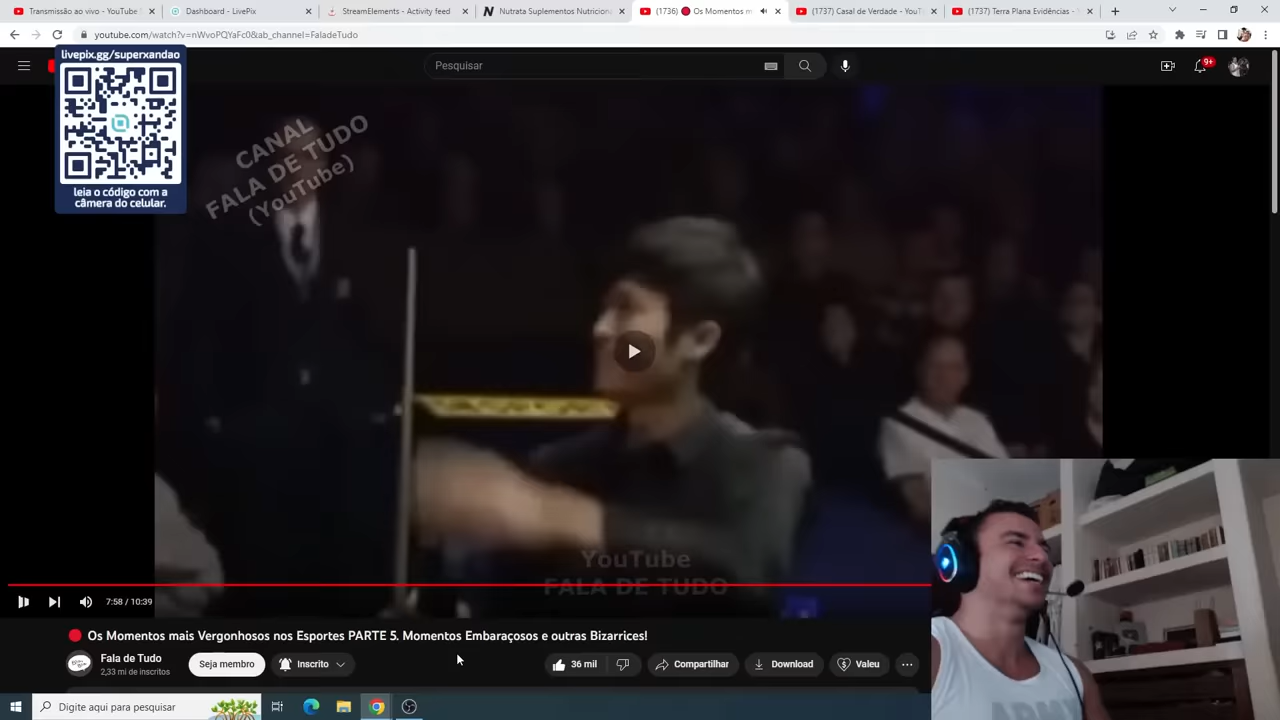 (1737) Transmissão ao vivo - YouTube
Dashboard - LivePix
StreamElements - Activity feed
Nutrata Suplementos Nutricionai
(1736) 🔴 Os Momentos m
(1737) Casal de Verdade - YouTub
(1737) Terra Plana Evidências -
youtube.com/watch?v=nWvoPQYaFc0&ab_channel=FaladeTudo
livepix.gg/superxandao
leia o código com a
câmera do celular.
Pesquisar
9+
CANAL
FALA DE TUDO
(YouTube)
YouTube
FALA DE TUDO
7:58 / 10:39
🔴 Os Momentos mais Vergonhosos nos Esportes PARTE 5. Momentos Embaraçosos e outras Bizarrices!
Fala de Tudo
2,33 mi de inscritos
Seja membro
Inscrito
36 mil
Compartilhar
Download
Valeu
ARMY
Digite aqui para pesquisar